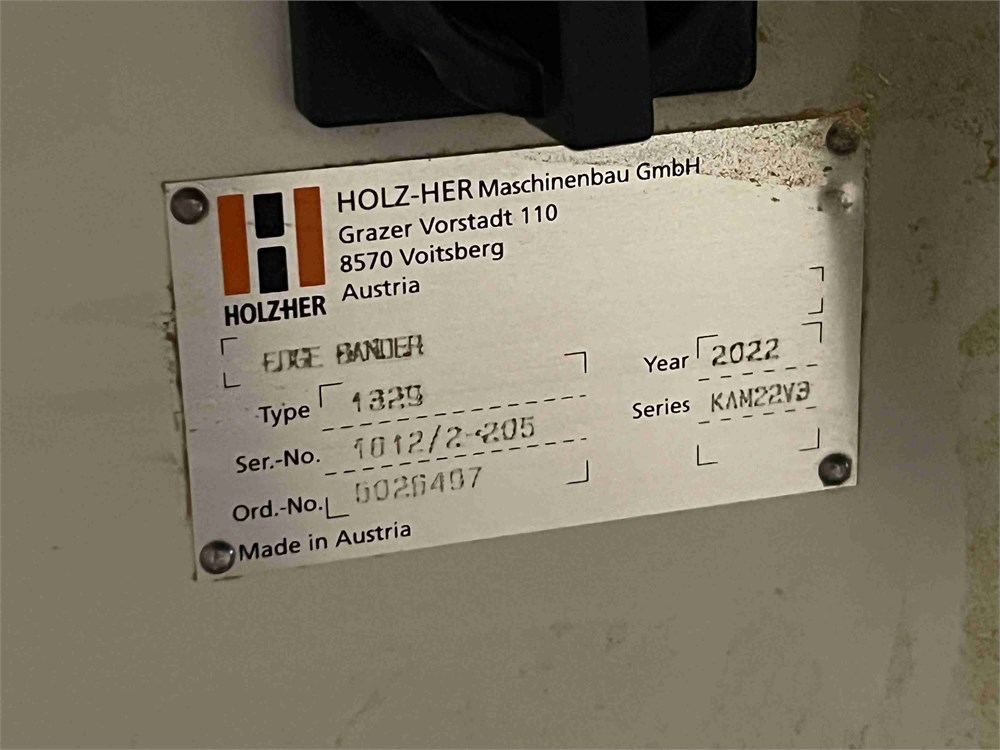 HOLZ-HER Maschinenbau GmbH
Grazer Vorstadt 110
8570 Voitsberg
Austria
HOLZHER
EDGE BANDER
Type 1329
Year 2022
Ser.-No. 1012/2-205
Series KAM22V3
Ord.-No.
Made in Austria